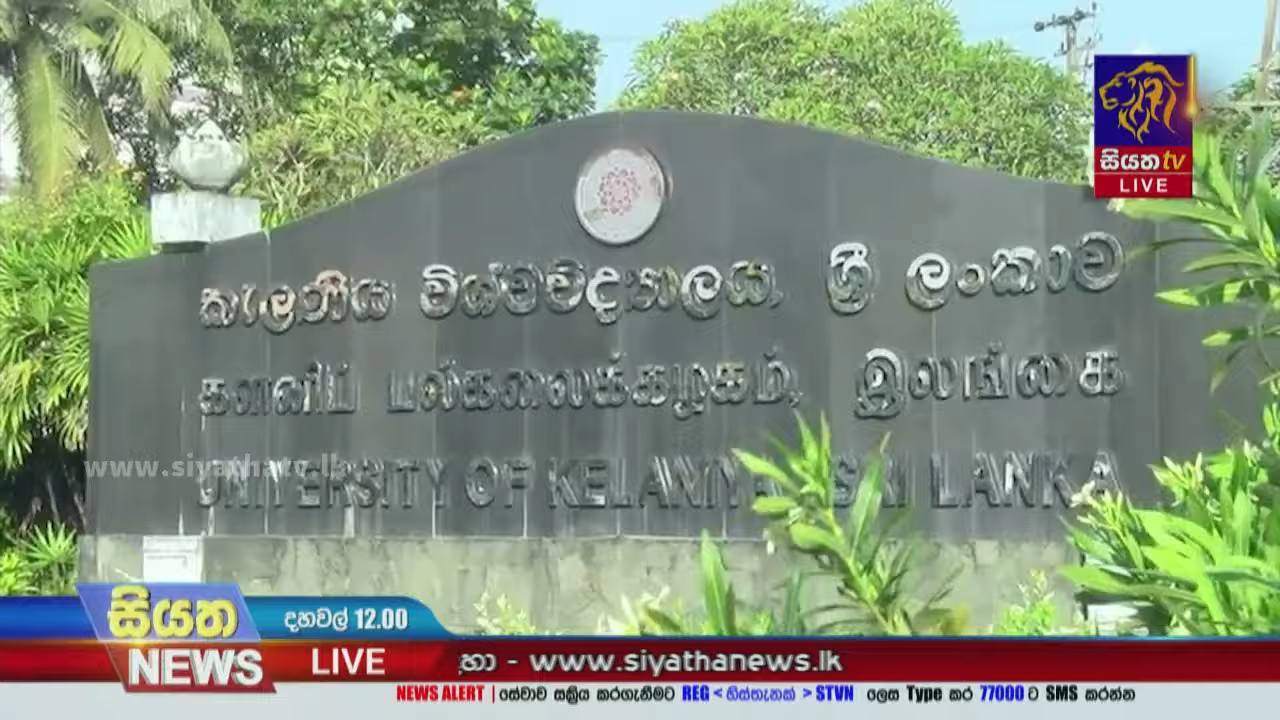 සියත tv
LIVE
කැලණිය විශ්වවිද්‍යාලය, ශ්‍රී ලංකාව
களனிப் பல்கலைக்கழகம், இலங்கை
www.siyathatv.lk
UNIVERSITY OF KELANIYA, SRI LANKA
සියත
දහවල් 12.00
NEWS
LIVE
හා - www.siyathanews.lk
NEWS ALERT | සේවාව සක්‍රිය කරගැනීමට REG < හිස්තැනක් > STVN ලෙස Type කර 77000 ට SMS කරන්න